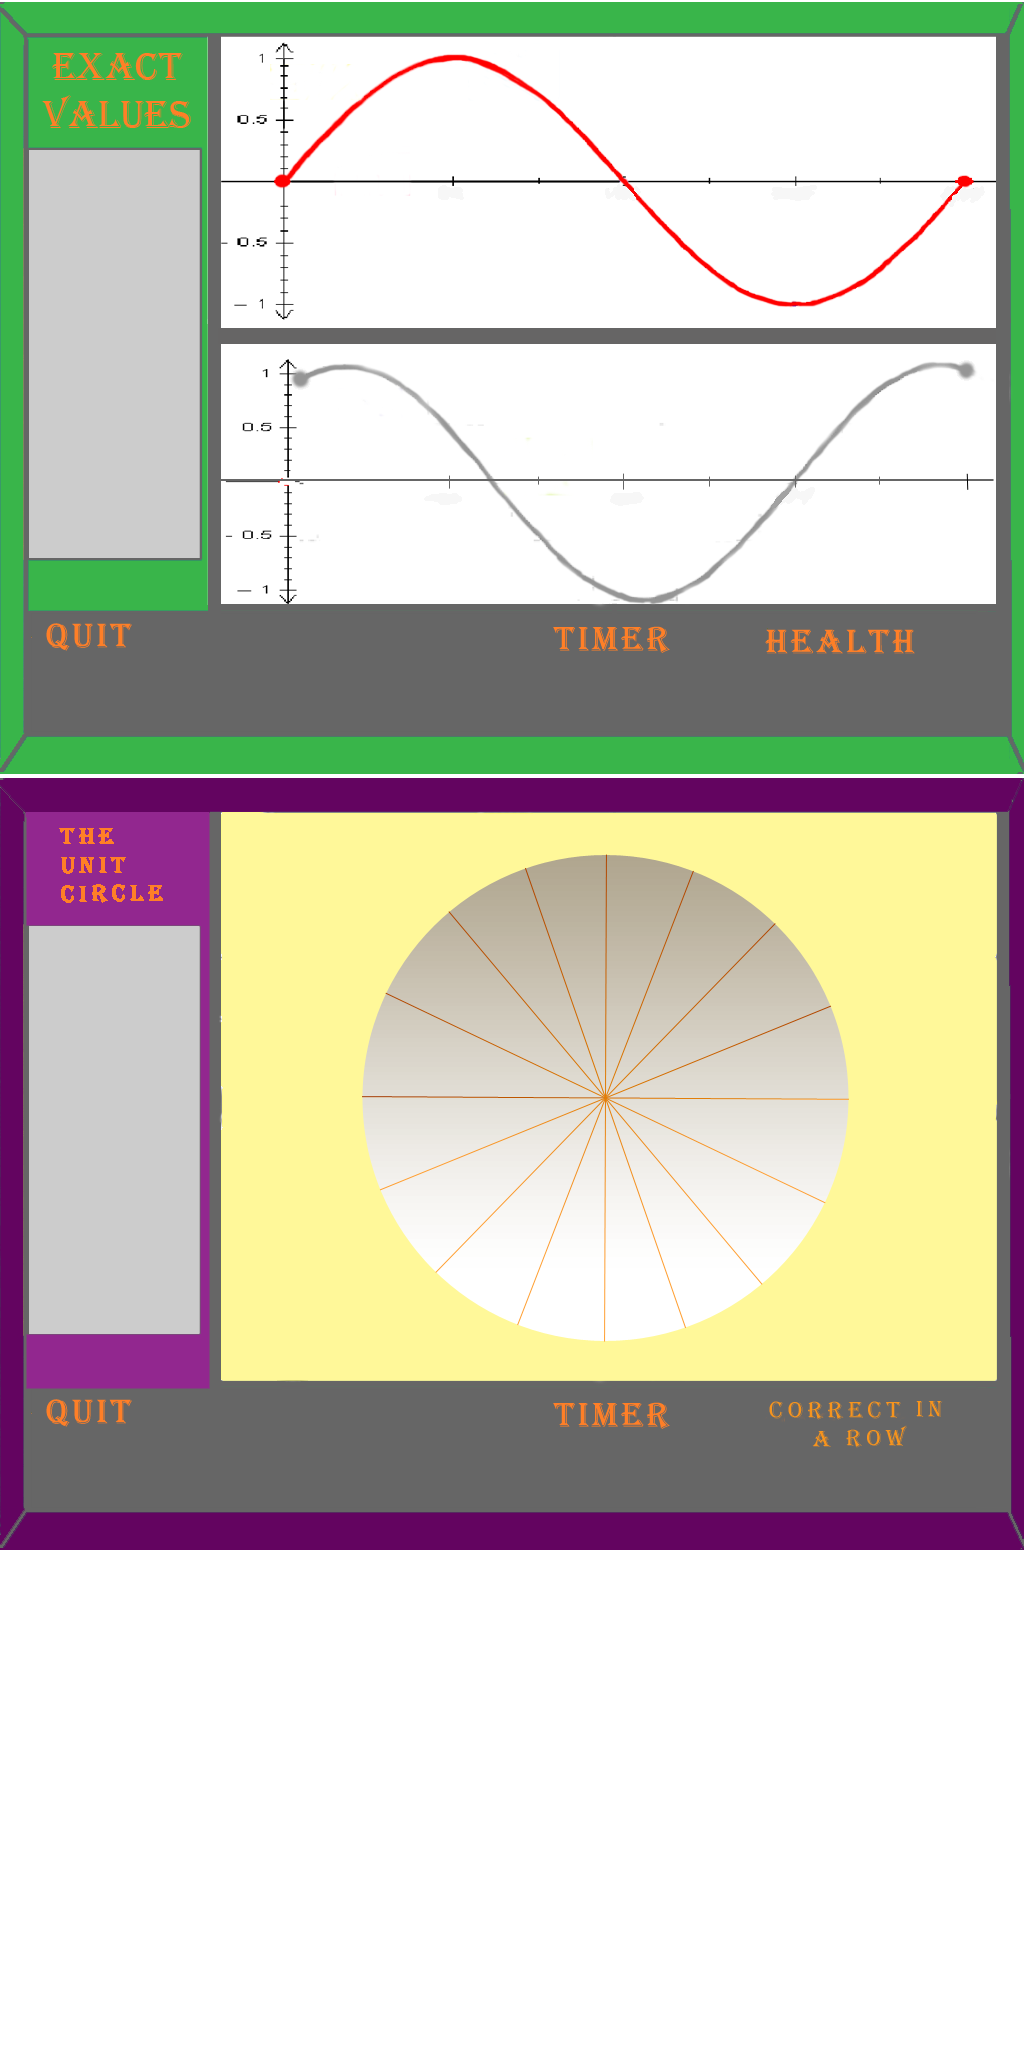 EXACT
VALUES
1
0.5
- 0.5
- 1
1
0.5
- 0.5
- 1
QUIT
TIMER
HEALTH
THE
UNIT
CIRCLE
QUIT
TIMER
CORRECT IN
A ROW